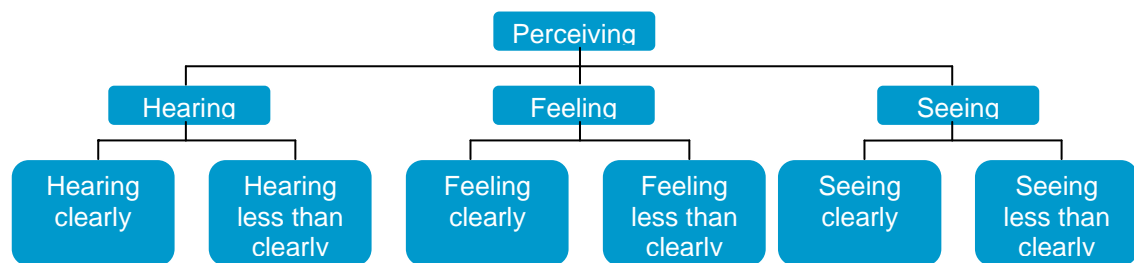 Perceiving
Hearing
Feeling
Seeing
Hearing
clearly
Hearing
less than
clearly
Feeling
clearly
Feeling
less than
clearly
Seeing
clearly
Seeing
less than
clearly